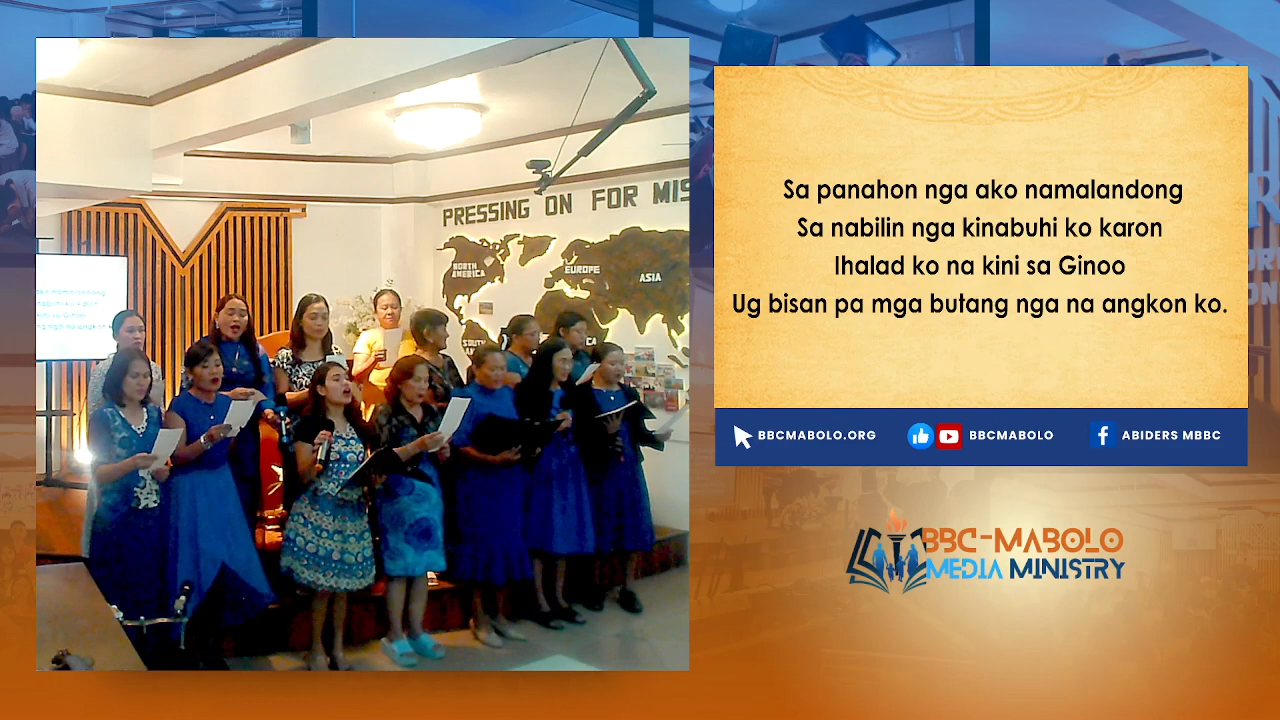 PRESSING ON FOR MIS
NORTH
AMERICA
EUROPE
ASIA
Sa panahon nga ako namalandong
Sa nabilin nga kinabuhi ko karon
Ihalad ko na kini sa Ginoo
Ug bisan pa mga butang nga na angkon ko.
BBCMABOLO.ORG
BBCMABOLO
ABIDERS MBBC
BBC-MABOLO
MEDIA MINISTRY